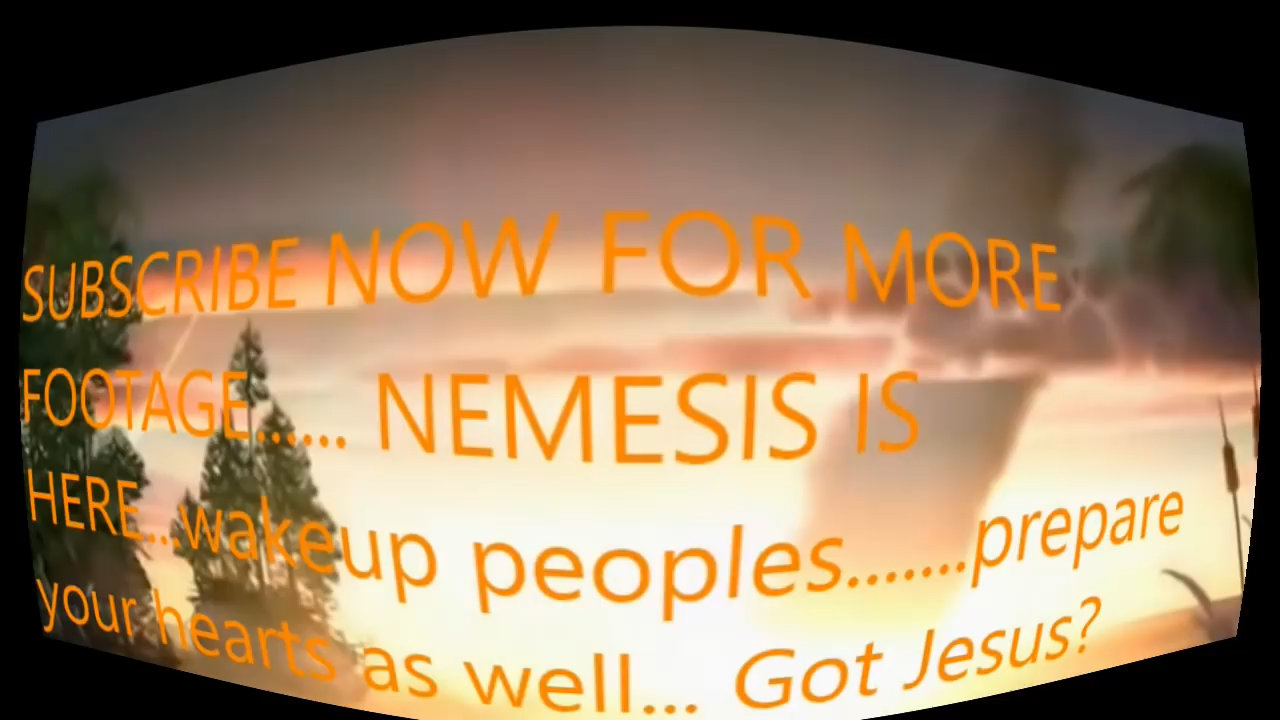 SUBSCRIBE NOW FOR MORE
FOOTAGE...... NEMESIS IS
HERE...wakeup peoples.......prepare
your hearts as well... Got Jesus?